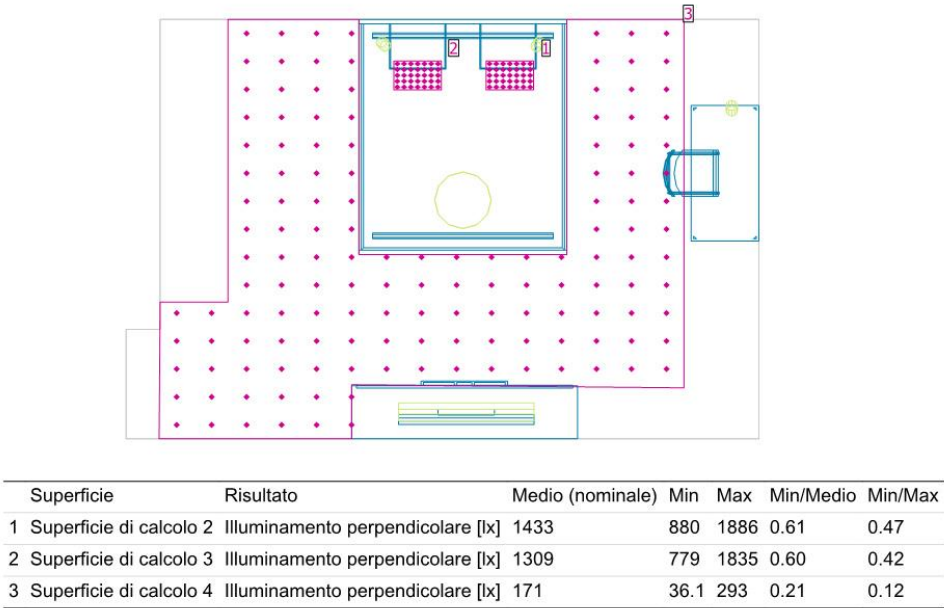 3
2
1
Superficie Risultato Medio (nominale) Min Max Min/Medio Min/Max
1 Superficie di calcolo 2 Illuminamento perpendicolare [lx] 1433 880 1886 0.61 0.47
2 Superficie di calcolo 3 Illuminamento perpendicolare [lx] 1309 779 1835 0.60 0.42
3 Superficie di calcolo 4 Illuminamento perpendicolare [lx] 171 36.1 293 0.21 0.12